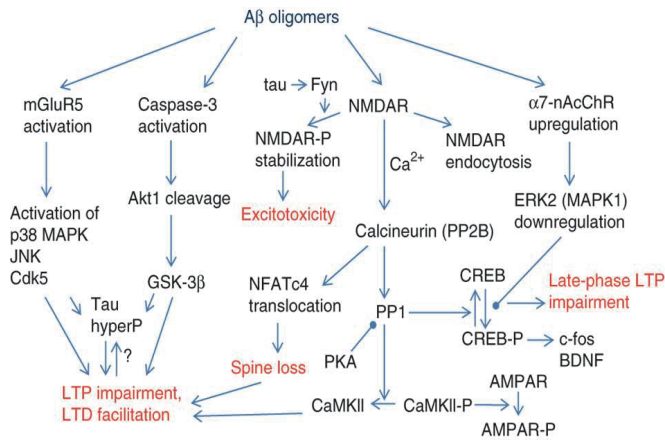 Aβ oligomers
mGluR5
activation
Caspase-3
activation
tau
Fyn
NMDAR
α7-nAcChR
upregulation
NMDAR-P
stabilization
NMDAR
endocytosis
Ca2+
Akt1 cleavage
Excitotoxicity
ERK2 (MAPK1)
downregulation
Activation of
p38 MAPK
JNK
Cdk5
Calcineurin (PP2B)
GSK-3β
NFATc4
translocation
CREB
Late-phase LTP
impairment
Tau
hyperP
PP1
?
CREB-P
c-fos
BDNF
Spine loss
PKA
LTP impairment,
LTD facilitation
CaMKII
CaMKII-P
AMPAR
AMPAR-P